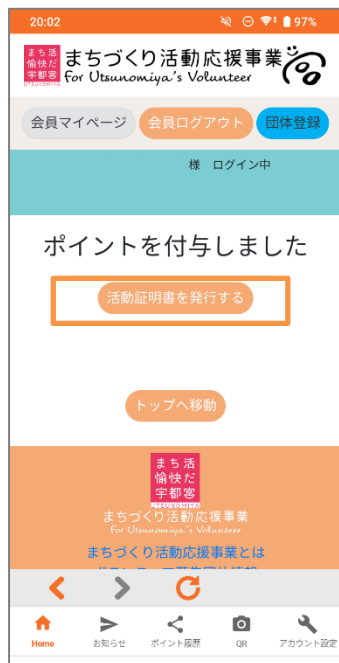 20:02
97%
まち活
愉快だ
宇都宮
UTSUNOMIYA
まちづくり活動応援事業
for Utsunomiya's Volunteer
会員マイページ
会員ログアウト
団体登録
様 ログイン中
ポイントを付与しました
活動証明書を発行する
トップへ移動
まち活
愉快だ
宇都宮
UTSUNOMIYA
まちづくり活動応援事業
for Utsunomiya's Volunteer
まちづくり活動応援事業とは
Home
お知らせ
ポイント履歴
QR
アカウント設定